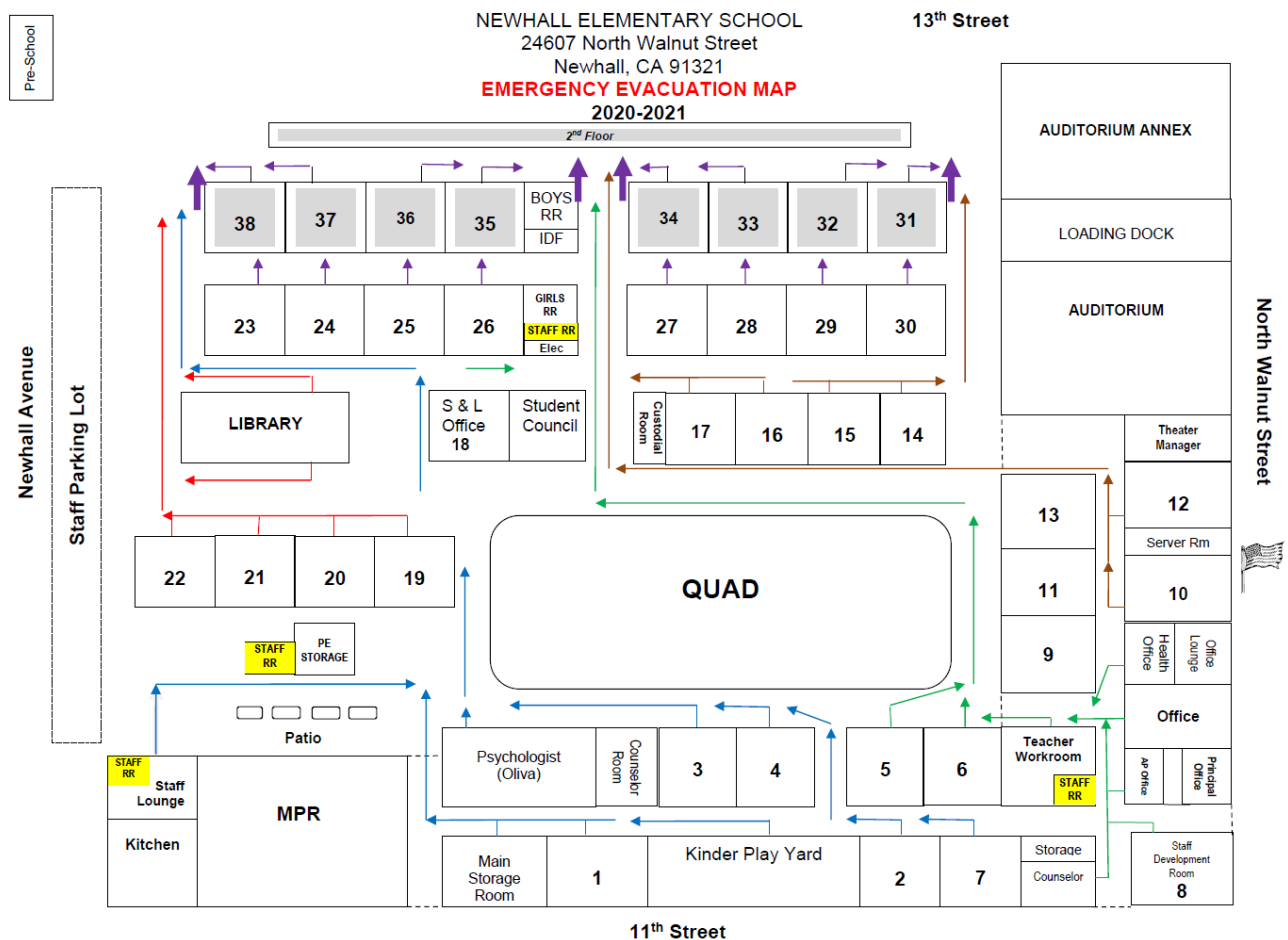 Pre-School
NEWHALL ELEMENTARY SCHOOL
13th Street
24607 North Walnut Street
Newhall, CA 91321
EMERGENCY EVACUATION MAP
2020-2021
2nd Floor
AUDITORIUM ANNEX
38
37
36
35
BOYS
RR
IDF
34
33
32
31
LOADING DOCK
23
24
25
26
GIRLS
RR
STAFF RR
Elec
27
28
29
30
AUDITORIUM
Newhall Avenue
Staff Parking Lot
North Walnut Street
LIBRARY
S & L
Office
18
Student
Council
Custodial
Room
17
16
15
14
Theater
Manager
13
12
Server Rm
22
21
20
19
QUAD
11
10
STAFF
RR
PE
STORAGE
9
Health
Office
Office
Lounge
Office
Patio
STAFF
RR
Staff
Lounge
MPR
Kitchen
Psychologist
(Oliva)
Counselor
Room
3
4
5
6
Teacher
Workroom
STAFF
RR
AP Office
Principal
Office
Main
Storage
Room
1
Kinder Play Yard
2
7
Storage
Counselor
Staff
Development
Room
8
11th Street